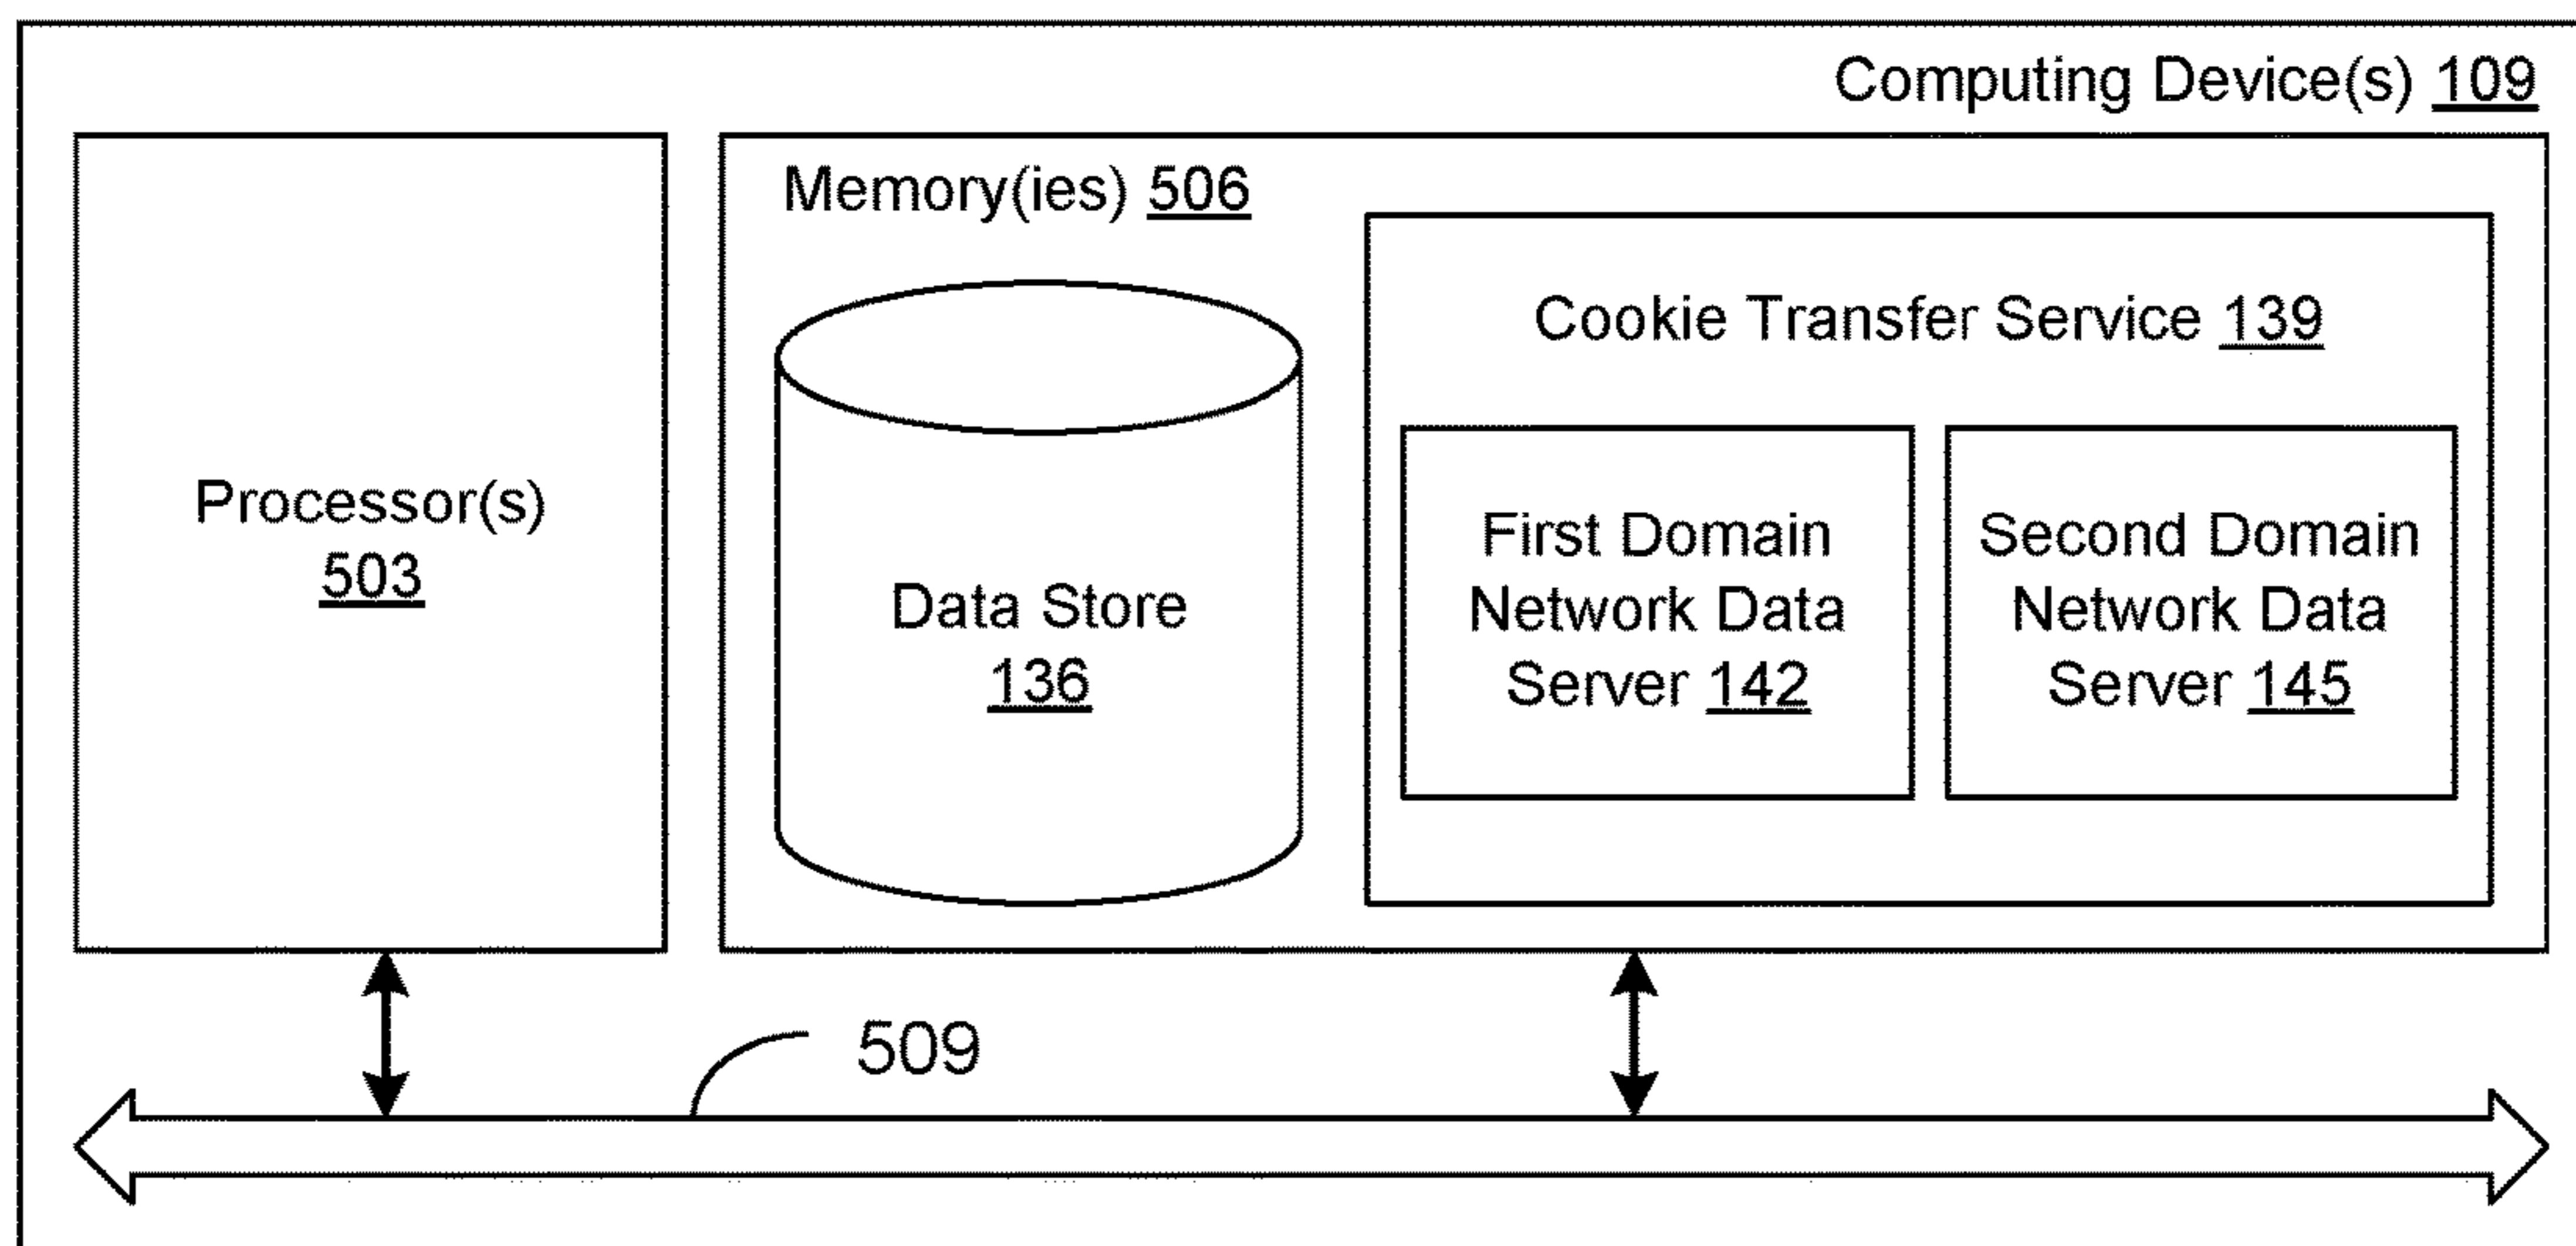 Computing Device(s) 109
Memory(ies) 506
Cookie Transfer Service 139
Processor(s)
503
Data Store
136
First Domain
Network Data
Server 142
Second Domain
Network Data
Server 145
509